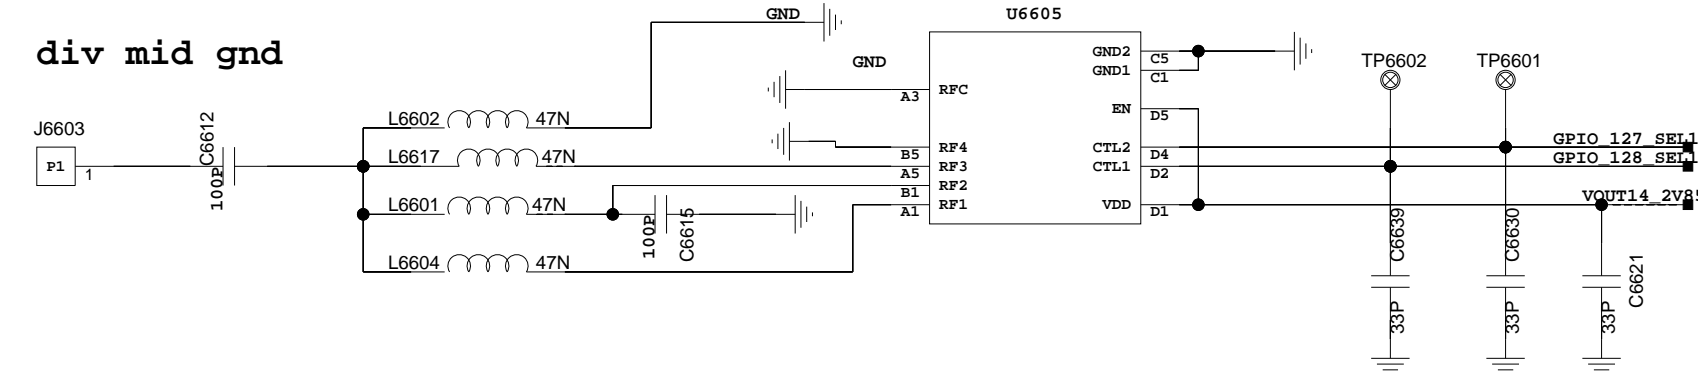 GND
U6605
div mid gnd
GND2
C5
TP6602
TP6601
GND
GND1
C1
RFC
A3
EN
D5
L6602
47N
J6603
C6612
RF4
B5
CTL2
D4
GPIO_127_SEL1
L6617
47N
P1
1
RF3
A5
CTL1
D2
GPIO_128_SEL1
100P
RF2
B1
L6601
47N
RF1
A1
VDD
D1
VOUT14_2V85
100P
C6615
C6639
C6630
L6604
47N
C6621
33P
33P
33P